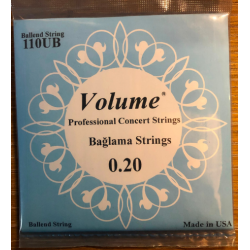 Ballend String
110UB
Volume®
Professional Concert Strings
Bağlama Strings
0.20
Ballend String
Made in USA